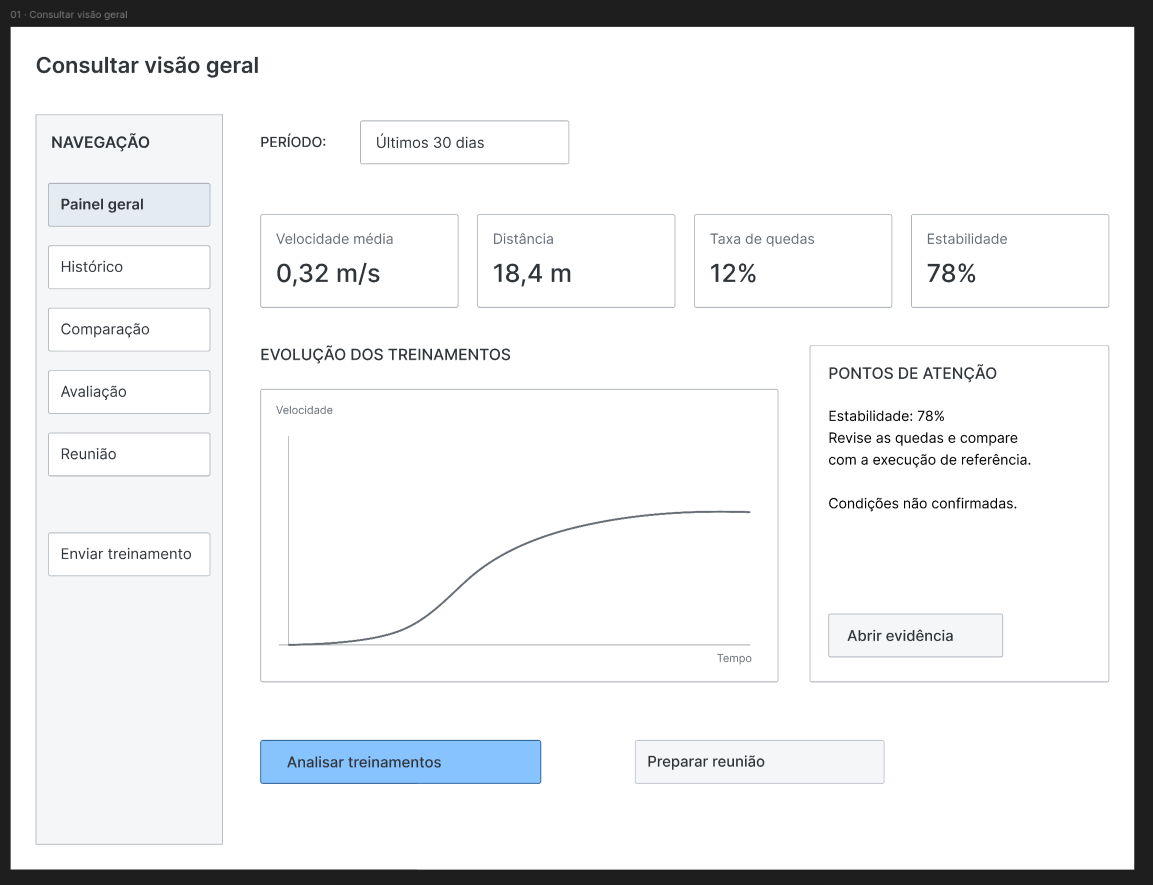 01 · Consultar visão geral
Consultar visão geral
NAVEGAÇÃO
Painel geral
Histórico
Comparação
Avaliação
Reunião
Enviar treinamento
PERÍODO:
Últimos 30 dias
Velocidade média
0,32 m/s
Distância
18,4 m
Taxa de quedas
12%
Estabilidade
78%
EVOLUÇÃO DOS TREINAMENTOS
Velocidade
Tempo
PONTOS DE ATENÇÃO
Estabilidade: 78%
Revise as quedas e compare
com a execução de referência.
Condições não confirmadas.
Abrir evidência
Analisar treinamentos
Preparar reunião